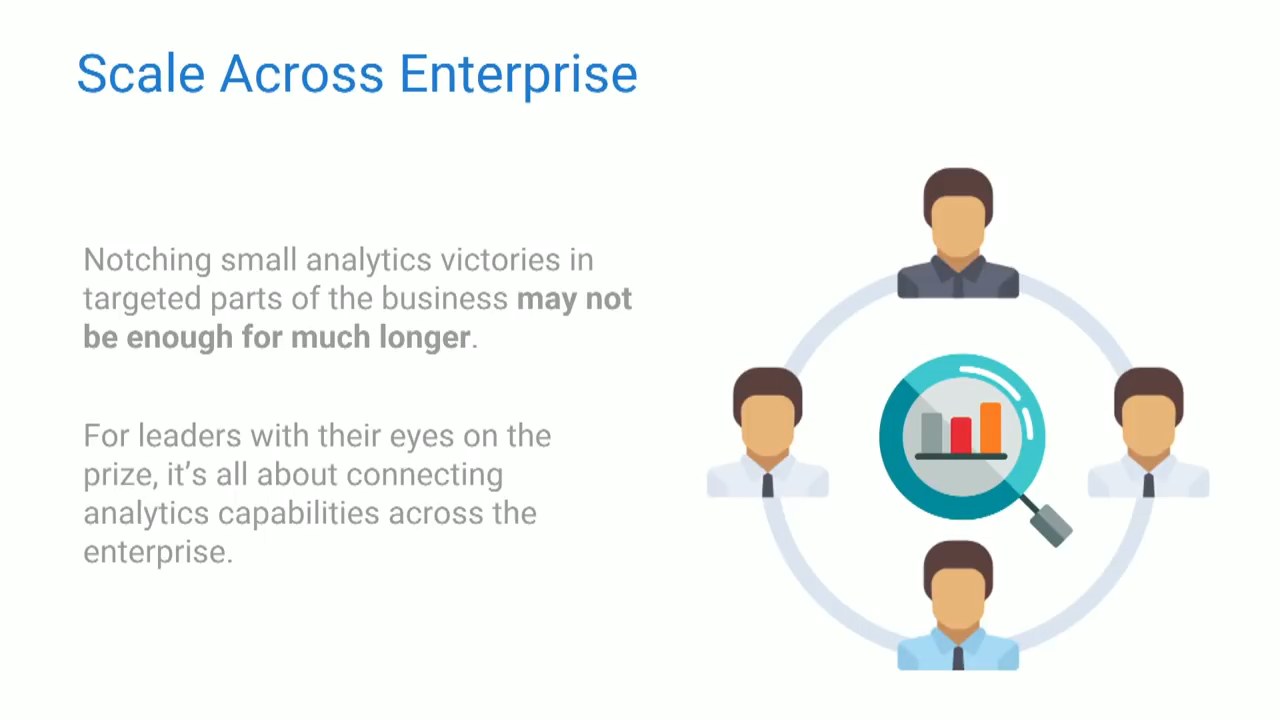 Scale Across Enterprise
Notching small analytics victories in
targeted parts of the business may not
be enough for much longer.
For leaders with their eyes on the
prize, it’s all about connecting
analytics capabilities across the
enterprise.